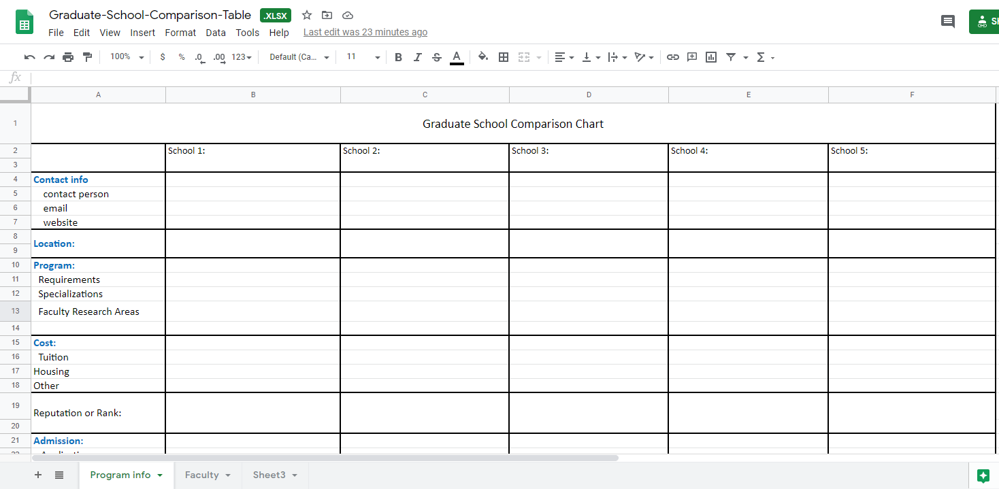 Graduate-School-Comparison-Table .XLSX
File Edit View Insert Format Data Tools Help Last edit was 23 minutes ago
100% $ % .0 .00 123 Default (Ca... 11 B I S A Σ
fx
A B C D E F
1 Graduate School Comparison Chart
2 School 1: School 2: School 3: School 4: School 5:
3
4 Contact info
5 contact person
6 email
7 website
8
Location:
9
10 Program:
11 Requirements
12 Specializations
13 Faculty Research Areas
14
15 Cost:
16 Tuition
17 Housing
18 Other
19
Reputation or Rank:
20
21 Admission:
+ Program info Faculty Sheet3